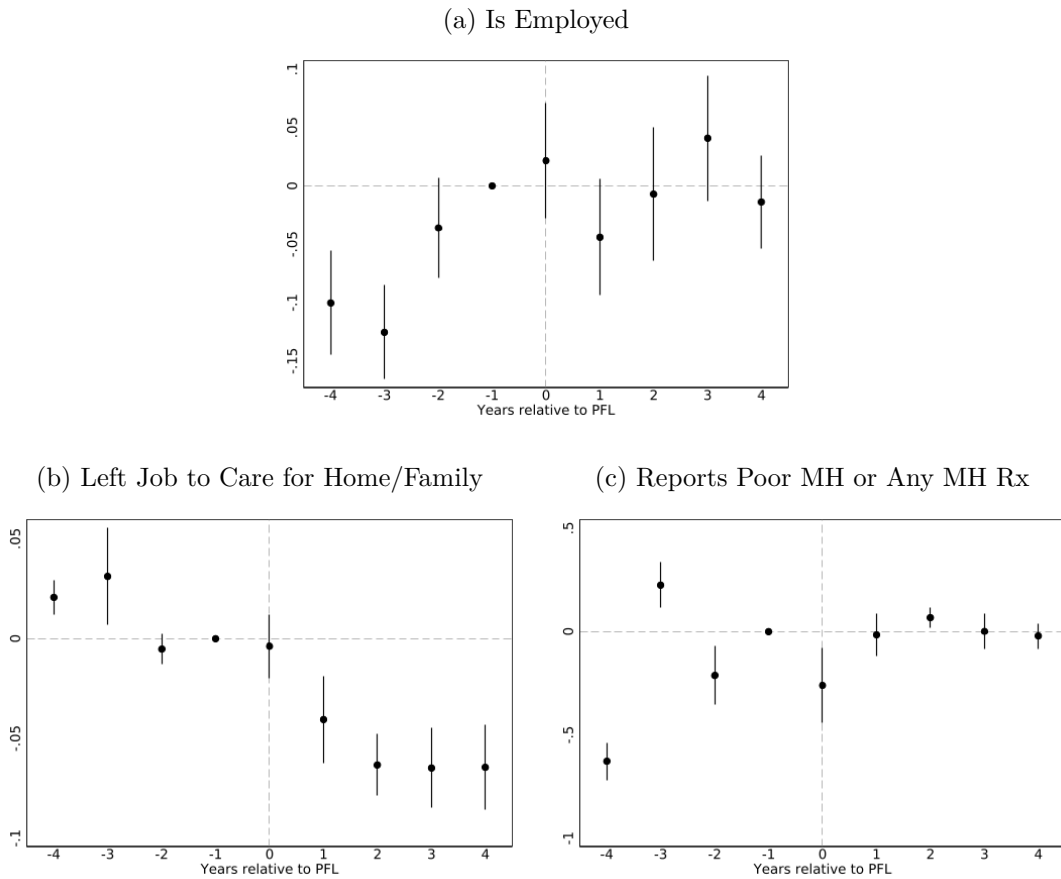 (a) Is Employed
.1
.05
0
-.05
-.1
-.15
-4 -3 -2 -1 0 1 2 3 4
Years relative to PFL
(b) Left Job to Care for Home/Family
.05
0
-.05
-.1
-4 -3 -2 -1 0 1 2 3 4
Years relative to PFL
(c) Reports Poor MH or Any MH Rx
.5
0
-.5
-1
-4 -3 -2 -1 0 1 2 3 4
Years relative to PFL